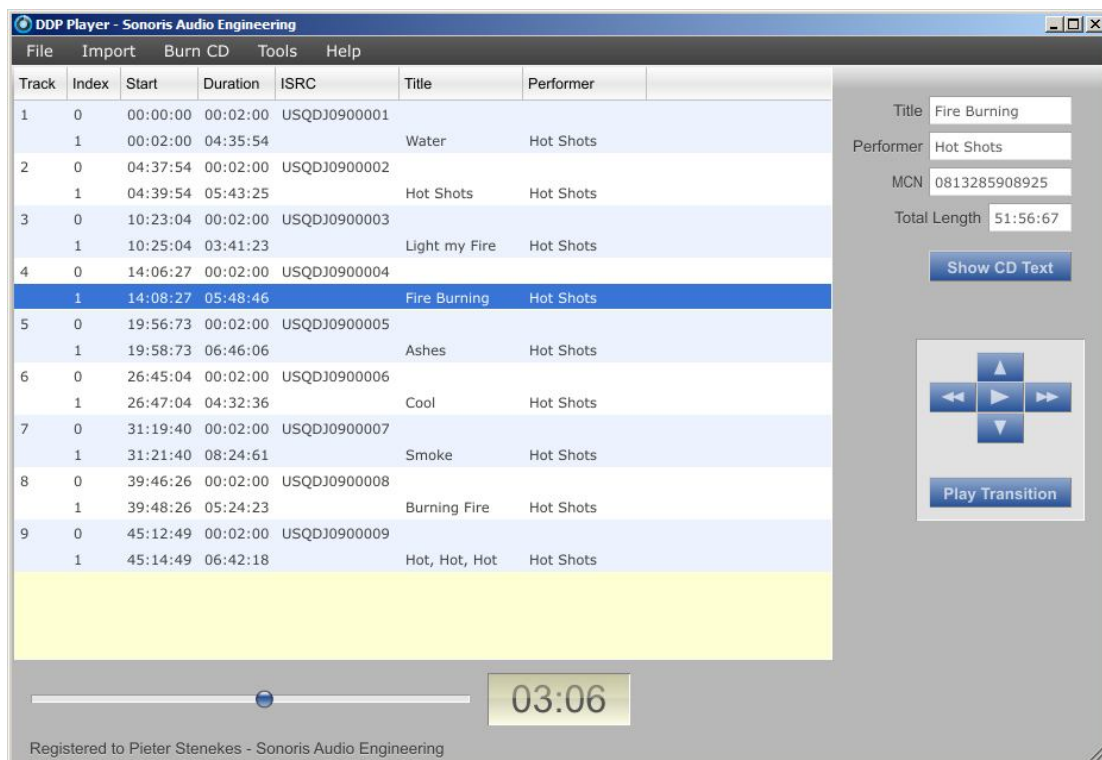 DDP Player - Sonoris Audio Engineering
File Import Burn CD Tools Help
Track Index Start Duration ISRC Title Performer
1 0 00:00:00 00:02:00 USQDJ0900001
1 00:02:00 04:35:54 Water Hot Shots
2 0 04:37:54 00:02:00 USQDJ0900002
1 04:39:54 05:43:25 Hot Shots Hot Shots
3 0 10:23:04 00:02:00 USQDJ0900003
1 10:25:04 03:41:23 Light my Fire Hot Shots
4 0 14:06:27 00:02:00 USQDJ0900004
1 14:08:27 05:48:46 Fire Burning Hot Shots
5 0 19:56:73 00:02:00 USQDJ0900005
1 19:58:73 06:46:06 Ashes Hot Shots
6 0 26:45:04 00:02:00 USQDJ0900006
1 26:47:04 04:32:36 Cool Hot Shots
7 0 31:19:40 00:02:00 USQDJ0900007
1 31:21:40 08:24:61 Smoke Hot Shots
8 0 39:46:26 00:02:00 USQDJ0900008
1 39:48:26 05:24:23 Burning Fire Hot Shots
9 0 45:12:49 00:02:00 USQDJ0900009
1 45:14:49 06:42:18 Hot, Hot, Hot Hot Shots
Title Fire Burning
Performer Hot Shots
MCN 0813285908925
Total Length 51:56:67
Show CD Text
Play Transition
03:06
Registered to Pieter Stenekes - Sonoris Audio Engineering